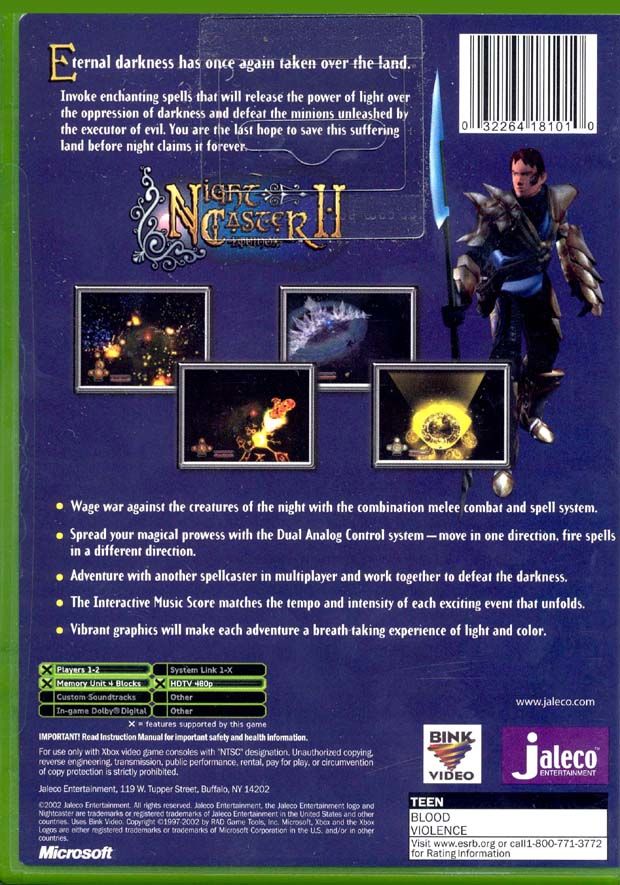 Eternal darkness has once again taken over the land.
Invoke enchanting spells that will release the power of light over
the oppression of darkness and defeat the minions unleashed by
the executor of evil. You are the last hope to save this suffering
land before night claims it forever.
0 32264 18101 0
Night
Caster II
Equinox
• Wage war against the creatures of the night with the combination melee combat and spell system.
• Spread your magical prowess with the Dual Analog Control system—move in one direction, fire spells
in a different direction.
• Adventure with another spellcaster in multiplayer and work together to defeat the darkness.
• The Interactive Music Score matches the tempo and intensity of each exciting event that unfolds.
• Vibrant graphics will make each adventure a breath-taking experience of light and color.
X Players 1-2 System Link 1-X
X Memory Unit 4 Blocks X HDTV 480p
Custom Soundtracks Other
In-game Dolby® Digital Other
X = features supported by this game
www.jaleco.com
IMPORTANT! Read Instruction Manual for important safety and health information.
For use only with Xbox video game consoles with "NTSC" designation. Unauthorized copying,
reverse engineering, transmission, public performance, rental, pay for play, or circumvention
of copy protection is strictly prohibited.
Jaleco Entertainment, 119 W. Tupper Street, Buffalo, NY 14202
©2002 Jaleco Entertainment. All rights reserved. Jaleco Entertainment, the Jaleco Entertainment logo and
Nightcaster are trademarks or registered trademarks of Jaleco Entertainment in the United States and other
countries. Uses Bink Video. Copyright ©1997-2002 by RAD Game Tools, Inc. Microsoft, Xbox and the Xbox
Logos are either registered trademarks or trademarks of Microsoft Corporation in the U.S. and/or in other
countries.
Microsoft
BINK
VIDEO
jaleco™
ENTERTAINMENT
TEEN
BLOOD
VIOLENCE
Visit www.esrb.org or call 1-800-771-3772
for Rating Information